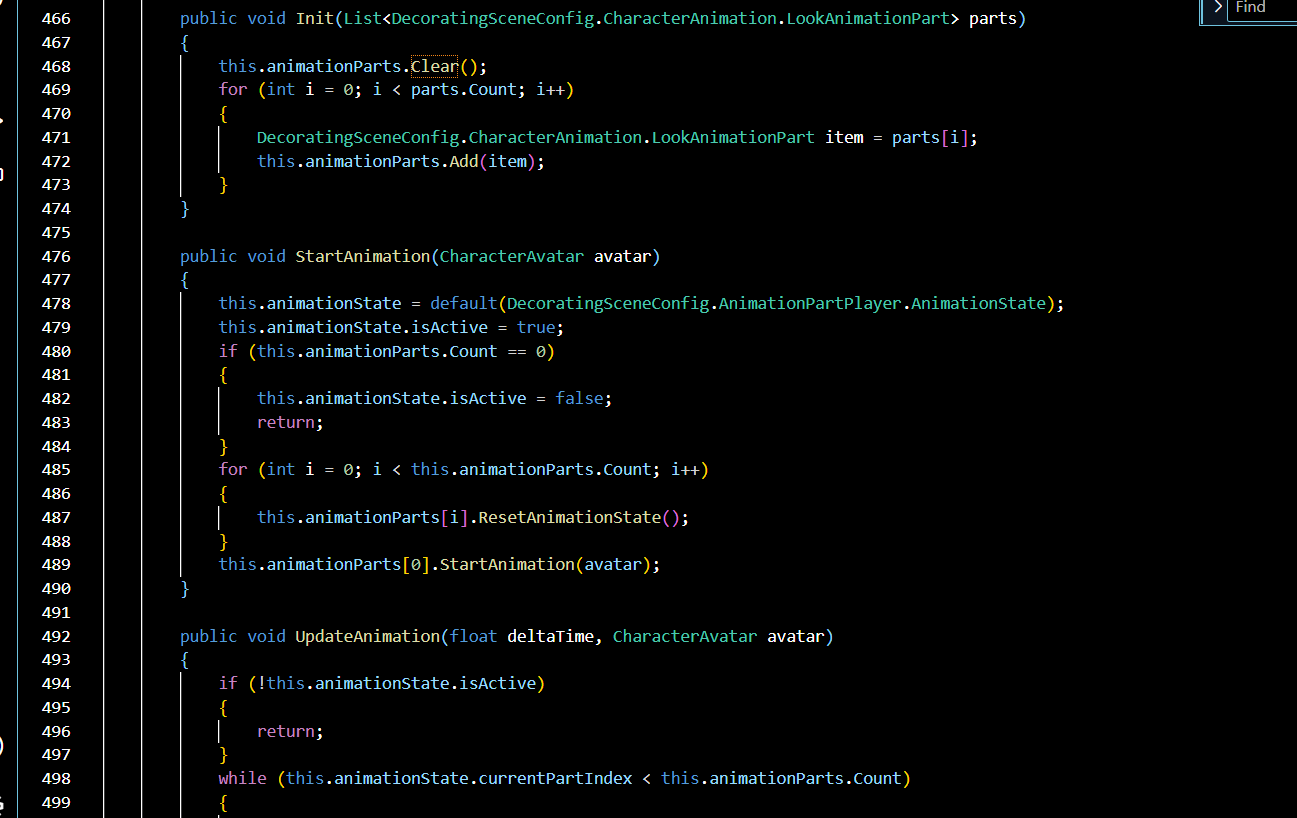 Find
466 public void Init(List<DecoratingSceneConfig.CharacterAnimation.LookAnimationPart> parts)
467 {
468 this.animationParts.Clear();
469 for (int i = 0; i < parts.Count; i++)
470 {
471 DecoratingSceneConfig.CharacterAnimation.LookAnimationPart item = parts[i];
472 this.animationParts.Add(item);
473 }
474 }
475
476 public void StartAnimation(CharacterAvatar avatar)
477 {
478 this.animationState = default(DecoratingSceneConfig.AnimationPartPlayer.AnimationState);
479 this.animationState.isActive = true;
480 if (this.animationParts.Count == 0)
481 {
482 this.animationState.isActive = false;
483 return;
484 }
485 for (int i = 0; i < this.animationParts.Count; i++)
486 {
487 this.animationParts[i].ResetAnimationState();
488 }
489 this.animationParts[0].StartAnimation(avatar);
490 }
491
492 public void UpdateAnimation(float deltaTime, CharacterAvatar avatar)
493 {
494 if (!this.animationState.isActive)
495 {
496 return;
497 }
498 while (this.animationState.currentPartIndex < this.animationParts.Count)
499 {